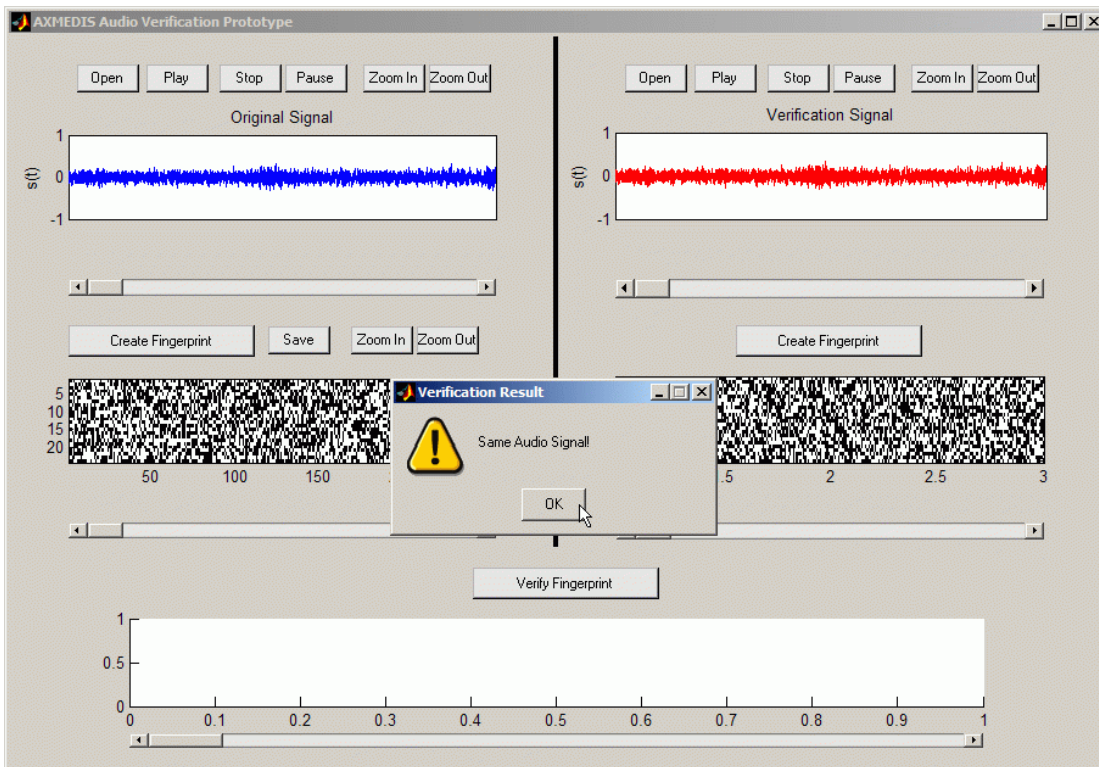 AXMEDIS Audio Verification Prototype
Open Play Stop Pause Zoom In Zoom Out
Open Play Stop Pause Zoom In Zoom Out
Original Signal
Verification Signal
1
0
-1
s(t)
1
0
-1
s(t)
Create Fingerprint Save Zoom In Zoom Out
Create Fingerprint
5
10
15
20
50 100 150
2 2.5 3
Verification Result
Same Audio Signal!
OK
Verify Fingerprint
1
0.5
0
0 0.1 0.2 0.3 0.4 0.5 0.6 0.7 0.8 0.9 1